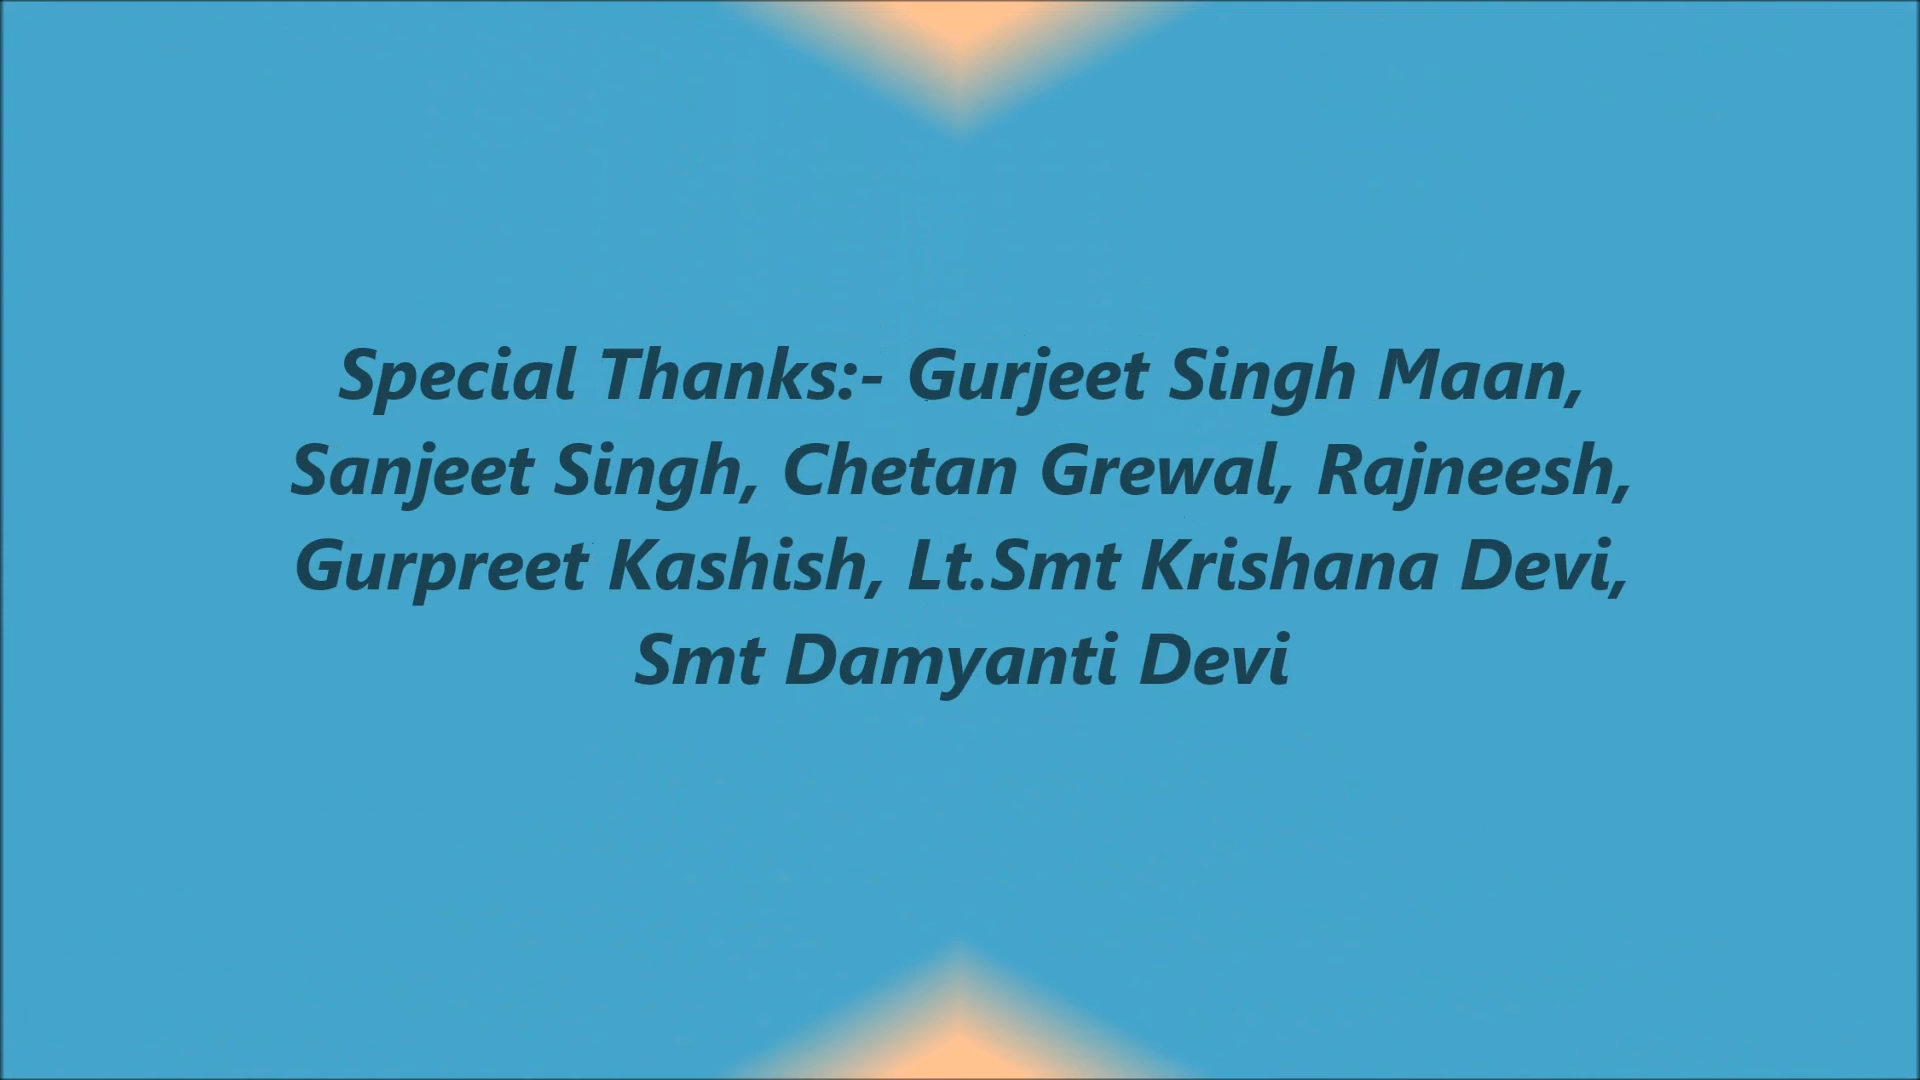 Special Thanks:- Gurjeet Singh Maan,
Sanjeet Singh, Chetan Grewal, Rajneesh,
Gurpreet Kashish, Lt.Smt Krishana Devi,
Smt Damyanti Devi